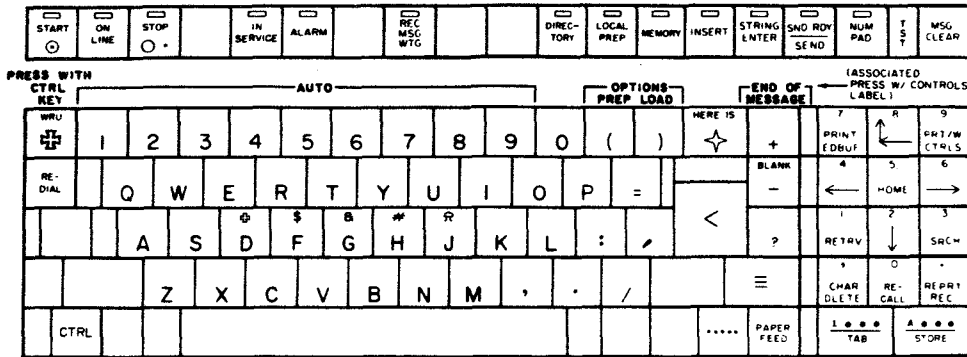 START ON LINE STOP IN SERVICE ALARM REC MSG WTG DIREC-TORY LOCAL PREP MEMORY INSERT STRING ENTER SND RDY SEND NUM PAD TST MSG CLEAR
PRESS WITH CTRL KEY AUTO OPTIONS PREP LOAD END OF MESSAGE (ASSOCIATED PRESS W/ CONTROLS LABEL)
WRU 1 2 3 4 5 6 7 8 9 0 ( ) HERE IS + 7 PRINT EDBUF 8 9 PRT/W CTRLS
RE-DIAL Q W E R T Y U I O P = BLANK - 4 ← 5 HOME 6 →
A S D F $ G & H # J K L : < ? 1 RETRV 2 ↓ 3 SRCH
Z X C V B N M , . / ≡ , CHAR DLETE 0 RE-CALL . REPRT REC
CTRL ..... PAPER FEED 1 • • • TAB A • • • STORE